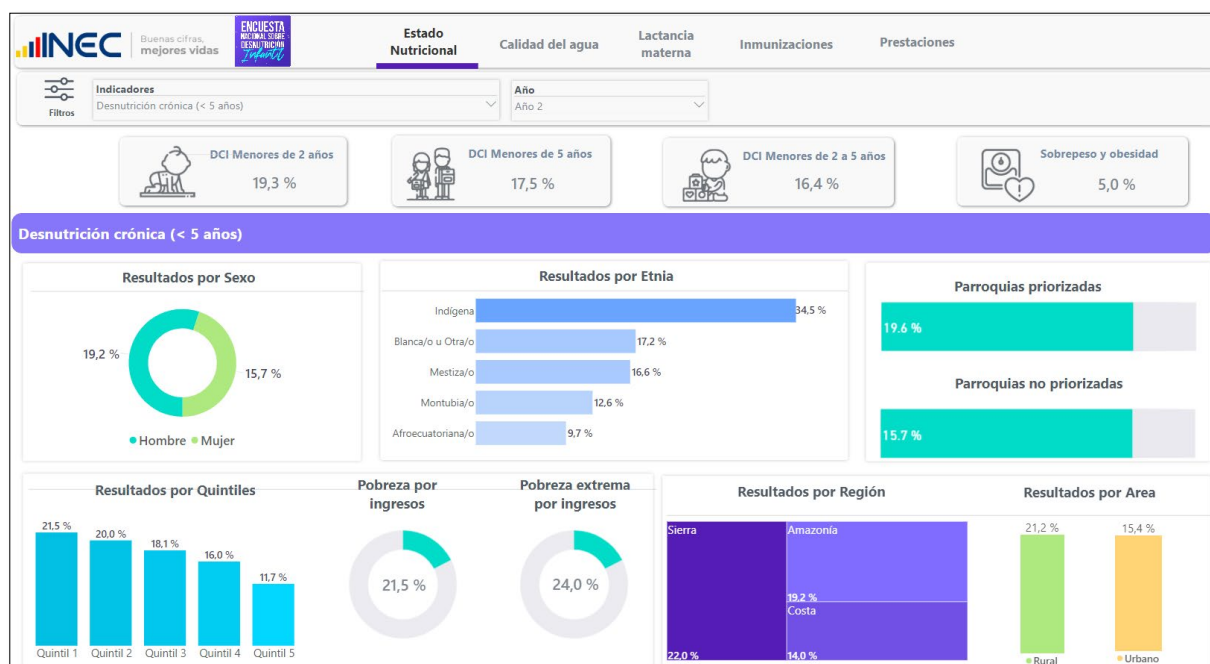 INEC
Buenas cifras,
mejores vidas
ENCUESTA
NACIONAL SOBRE
DESNUTRICIÓN
Infantil
Estado
Nutricional
Calidad del agua
Lactancia
materna
Inmunizaciones
Prestaciones
Filtros
Indicadores
Desnutrición crónica (< 5 años)
Año
Año 2
DCI Menores de 2 años
19,3 %
DCI Menores de 5 años
17,5 %
DCI Menores de 2 a 5 años
16,4 %
Sobrepeso y obesidad
5,0 %
Desnutrición crónica (< 5 años)
Resultados por Sexo
19,2 %
15,7 %
Hombre Mujer
Resultados por Etnia
Indígena 34,5 %
Blanca/o u Otra/o 17,2 %
Mestiza/o 16,6 %
Montubia/o 12,6 %
Afroecuatoriana/o 9,7 %
Parroquias priorizadas
19.6 %
Parroquias no priorizadas
15.7 %
Resultados por Quintiles
21,5 %
20,0 %
18,1 %
16,0 %
11,7 %
Quintil 1 Quintil 2 Quintil 3 Quintil 4 Quintil 5
Pobreza por
ingresos
21,5 %
Pobreza extrema
por ingresos
24,0 %
Resultados por Región
Sierra
22,0 %
Amazonía
19,2 %
Costa
14,0 %
Resultados por Area
21,2 %
15,4 %
Rural
Urbano